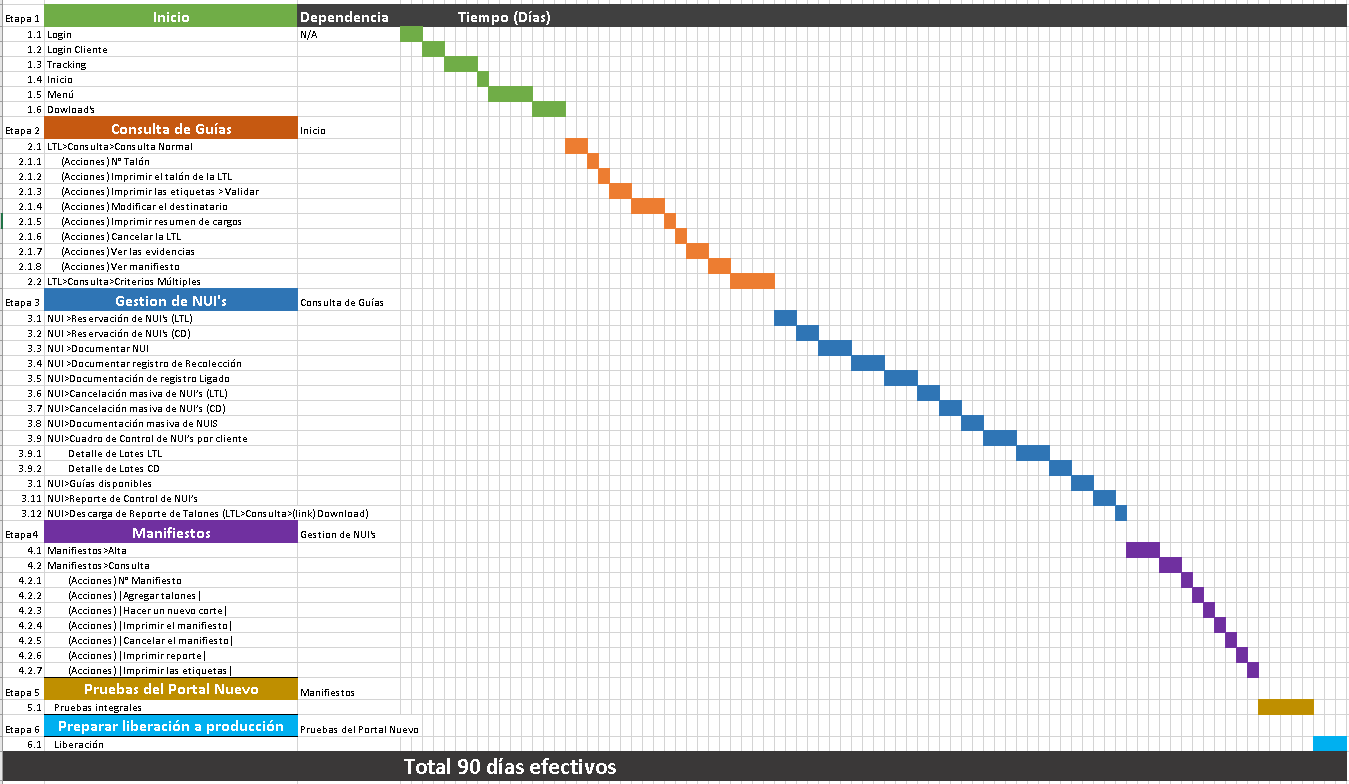 Etapa 1 Inicio Dependencia Tiempo (Días)
1.1 Login N/A
1.2 Login Cliente
1.3 Tracking
1.4 Inicio
1.5 Menú
1.6 Dowload's
Etapa 2 Consulta de Guías Inicio
2.1 LTL>Consulta>Consulta Normal
2.1.1 (Acciones) N° Talón
2.1.2 (Acciones) Imprimir el talón de la LTL
2.1.3 (Acciones) Imprimir las etiquetas > Validar
2.1.4 (Acciones) Modificar el destinatario
2.1.5 (Acciones) Imprimir resumen de cargos
2.1.6 (Acciones) Cancelar la LTL
2.1.7 (Acciones) Ver las evidencias
2.1.8 (Acciones) Ver manifiesto
2.2 LTL>Consulta>Criterios Múltiples
Etapa 3 Gestion de NUI's Consulta de Guías
3.1 NUI>Reservación de NUI's (LTL)
3.2 NUI>Reservación de NUI's (CD)
3.3 NUI>Documentar NUI
3.4 NUI>Documentar registro de Recolección
3.5 NUI>Documentación de registro Ligado
3.6 NUI>Cancelación masiva de NUI's (LTL)
3.7 NUI>Cancelación masiva de NUI's (CD)
3.8 NUI>Documentación masiva de NUIS
3.9 NUI>Cuadro de Control de NUI's por cliente
3.9.1 Detalle de Lotes LTL
3.9.2 Detalle de Lotes CD
3.1 NUI>Guías disponibles
3.11 NUI>Reporte de Control de NUI's
3.12 NUI>Descarga de Reporte de Talones (LTL>Consulta>(link)Download)
Etapa4 Manifiestos Gestion de NUI's
4.1 Manifiestos>Alta
4.2 Manifiestos>Consulta
4.2.1 (Acciones) N° Manifiesto
4.2.2 (Acciones) |Agregar talones|
4.2.3 (Acciones) |Hacer un nuevo corte|
4.2.4 (Acciones) |Imprimir el manifiesto|
4.2.5 (Acciones) |Cancelar el manifiesto|
4.2.6 (Acciones) |Imprimir reporte|
4.2.7 (Acciones) |Imprimir las etiquetas|
Etapa 5 Pruebas del Portal Nuevo Manifiestos
5.1 Pruebas integrales
Etapa 6 Preparar liberación a producción Pruebas del Portal Nuevo
6.1 Liberación
Total 90 días efectivos